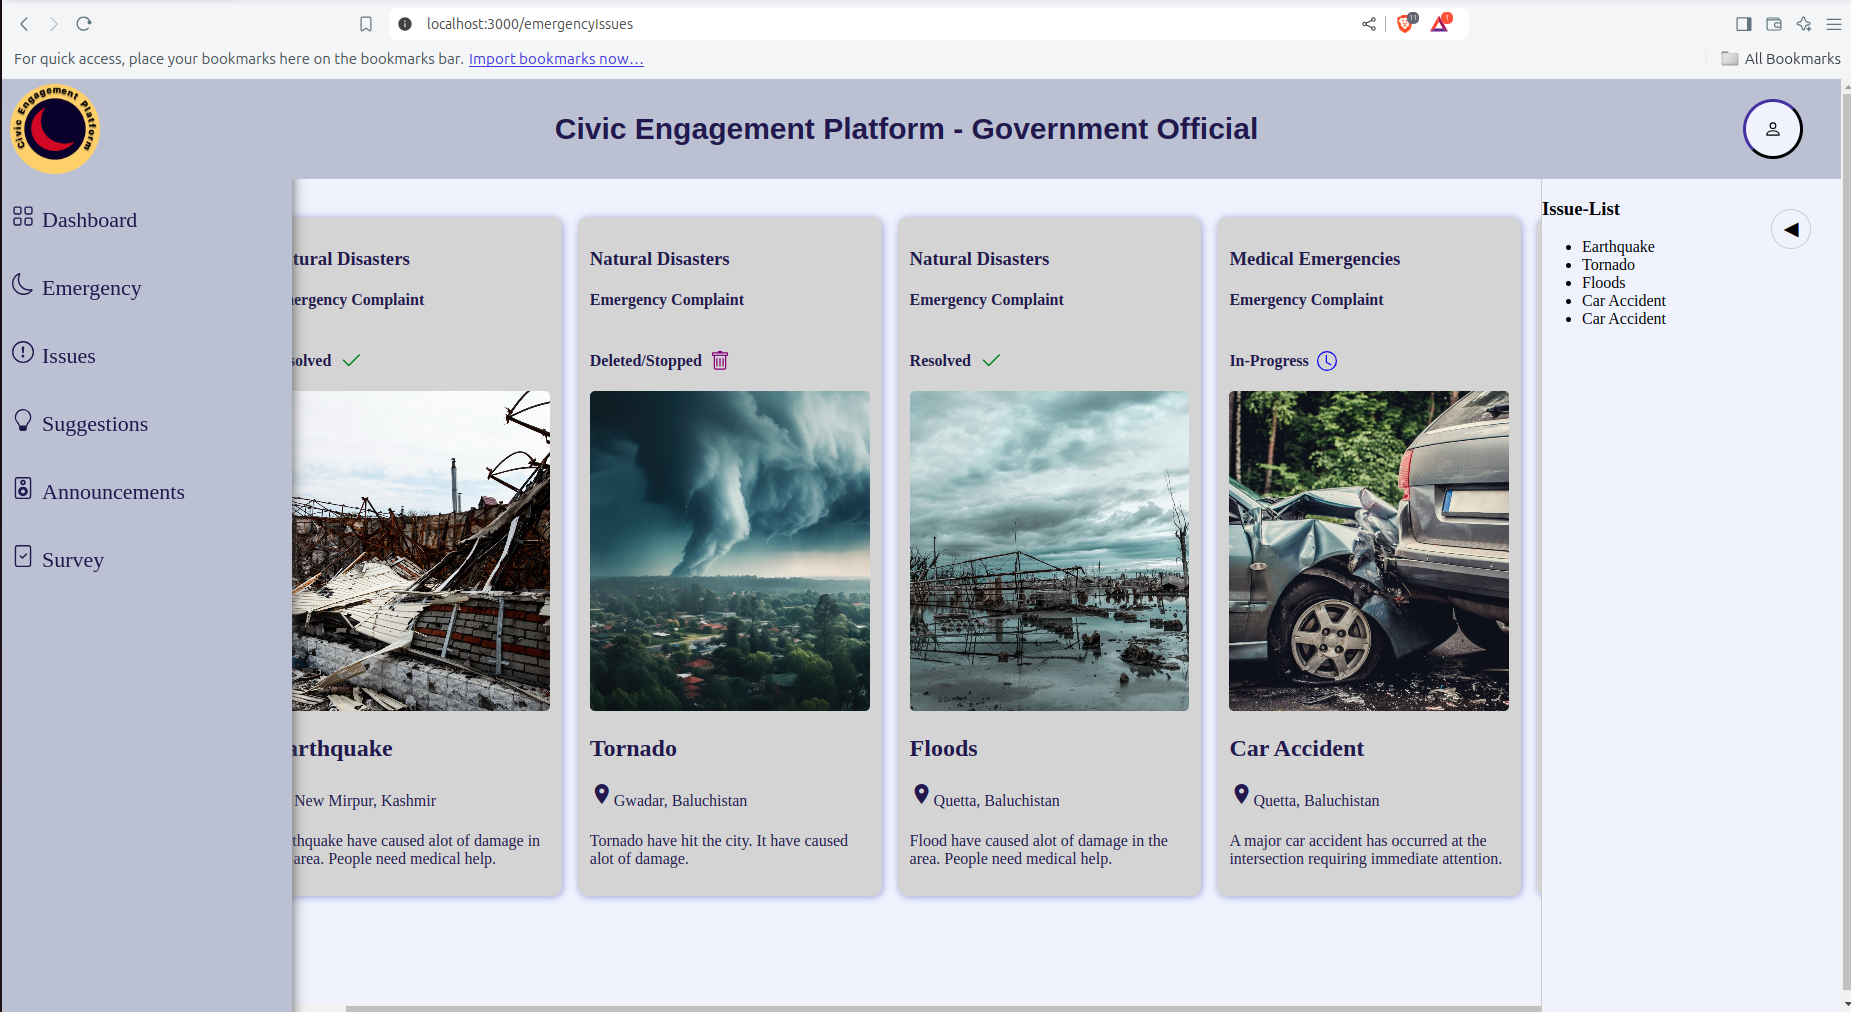 localhost:3000/emergencyIssues
11
1
For quick access, place your bookmarks here on the bookmarks bar. Import bookmarks now...
All Bookmarks
Civic Engagement Platform
Civic Engagement Platform - Government Official
Dashboard
Emergency
Issues
Suggestions
Announcements
Survey
tural Disasters
ergency Complaint
solved
arthquake
New Mirpur, Kashmir
thquake have caused alot of damage in
area. People need medical help.
Natural Disasters
Emergency Complaint
Deleted/Stopped
Tornado
Gwadar, Baluchistan
Tornado have hit the city. It have caused
alot of damage.
Natural Disasters
Emergency Complaint
Resolved
Floods
Quetta, Baluchistan
Flood have caused alot of damage in the
area. People need medical help.
Medical Emergencies
Emergency Complaint
In-Progress
Car Accident
Quetta, Baluchistan
A major car accident has occurred at the
intersection requiring immediate attention.
Issue-List
Earthquake
Tornado
Floods
Car Accident
Car Accident